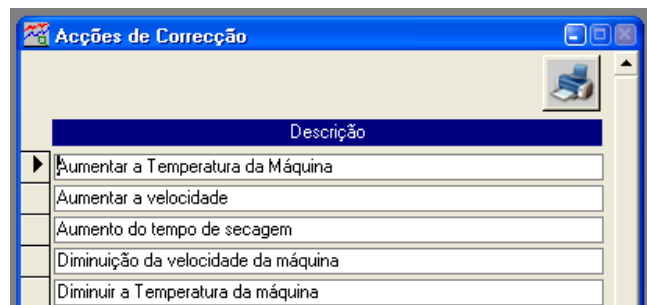 Acções de Correcção
Descrição
Aumentar a Temperatura da Máquina
Aumentar a velocidade
Aumento do tempo de secagem
Diminuição da velocidade da máquina
Diminuir a Temperatura da máquina